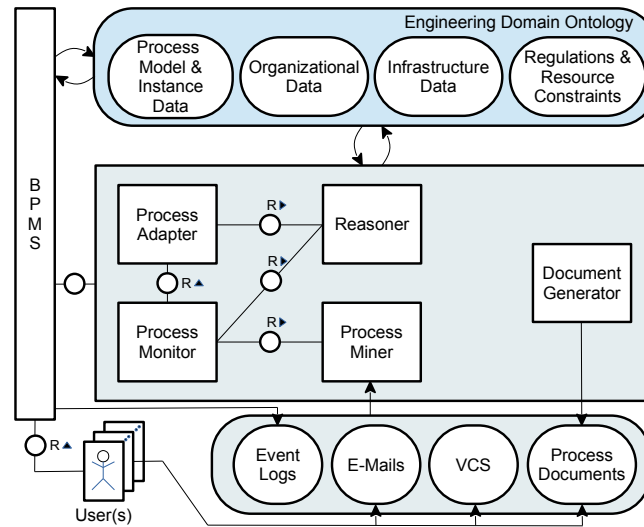 Engineering Domain Ontology
Process
Model &
Instance
Data
Organizational
Data
Infrastructure
Data
Regulations &
Resource
Constraints
B
P
M
S
Process
Adapter
R
Reasoner
R
R
Process
Monitor
R
Process
Miner
Document
Generator
R
User(s)
Event
Logs
E-Mails
VCS
Process
Documents